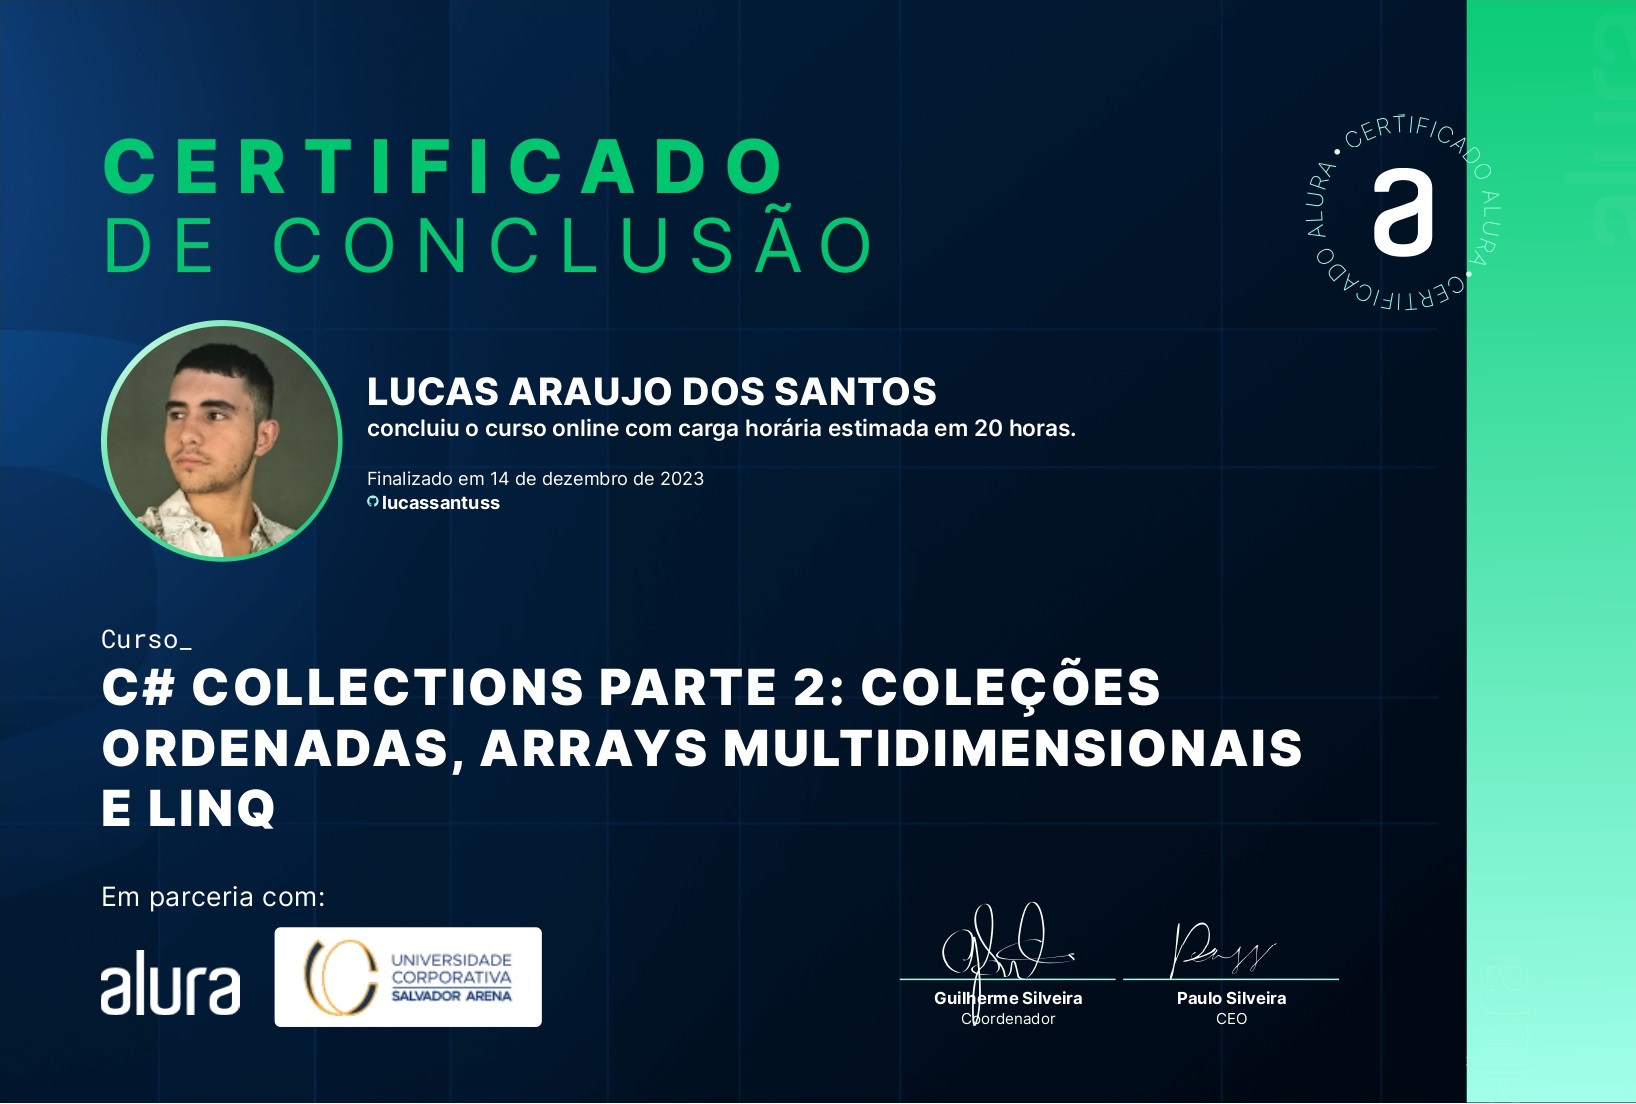 CERTIFICADO
DE CONCLUSÃO
CERTIFICADO ALURA • CERTIFICADO ALURA •
a
LUCAS ARAUJO DOS SANTOS
concluiu o curso online com carga horária estimada em 20 horas.
Finalizado em 14 de dezembro de 2023
lucassantuss
Curso_
C# COLLECTIONS PARTE 2: COLEÇÕES
ORDENADAS, ARRAYS MULTIDIMENSIONAIS
E LINQ
Em parceria com:
alura
UNIVERSIDADE
CORPORATIVA
SALVADOR ARENA
Guilherme Silveira
Coordenador
Paulo Silveira
CEO
alura
alura